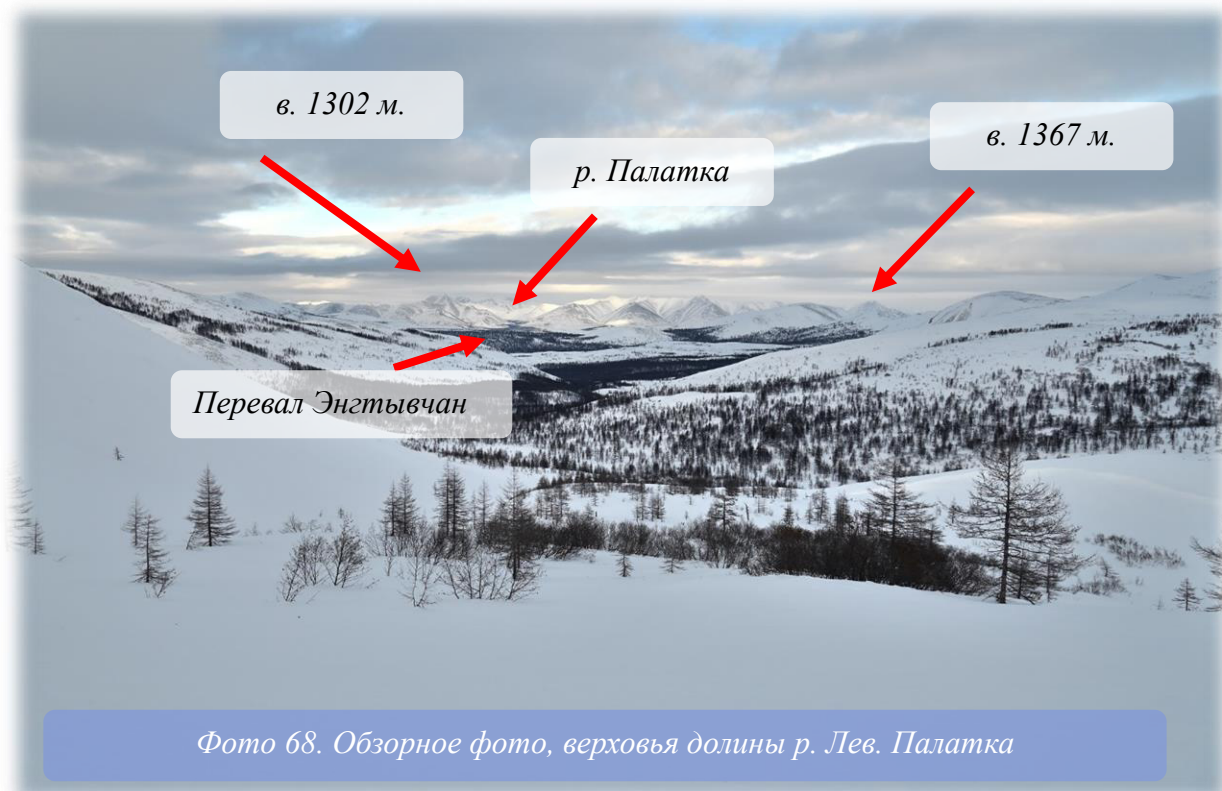 в. 1302 м.
в. 1367 м.
р. Палатка
Перевал Энгтывчан
Фото 68. Обзорное фото, верховья долины р. Лев. Палатка